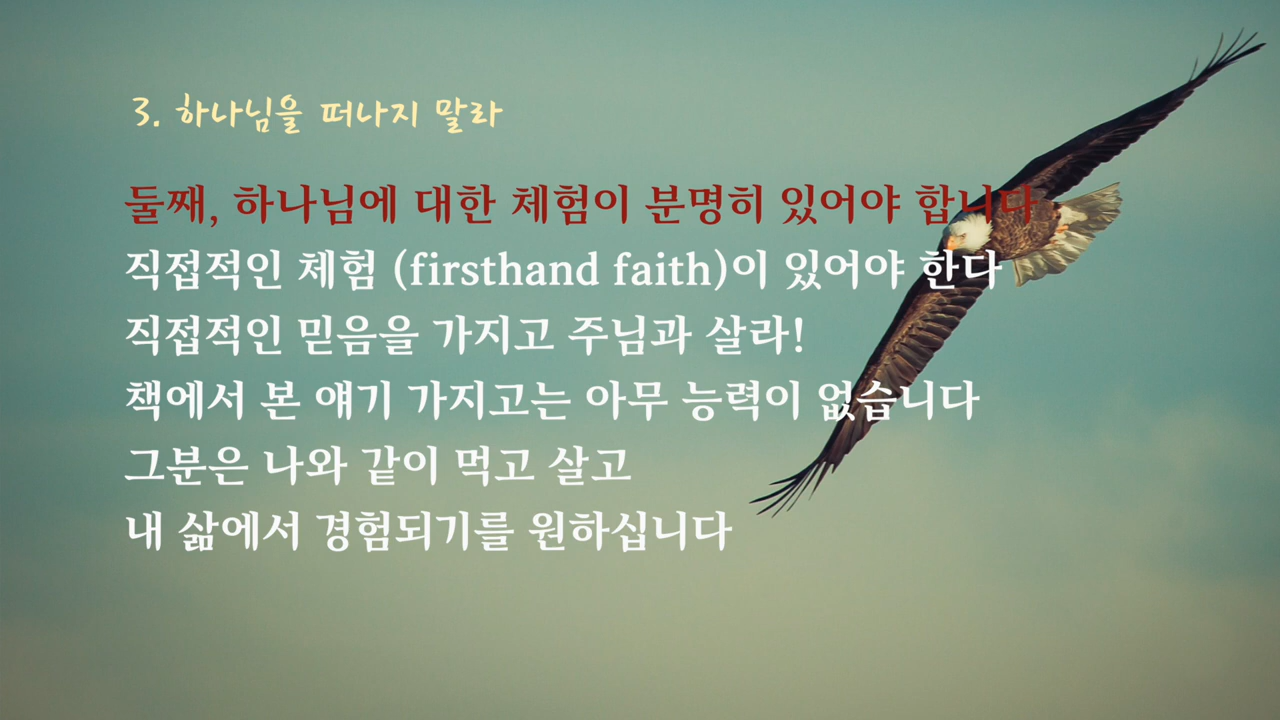 3. 하나님을 떠나지 말라
둘째, 하나님에 대한 체험이 분명히 있어야 합니다
직접적인 체험 (firsthand faith)이 있어야 한다
직접적인 믿음을 가지고 주님과 살라!
책에서 본 얘기 가지고는 아무 능력이 없습니다
그분은 나와 같이 먹고 살고
내 삶에서 경험되기를 원하십니다